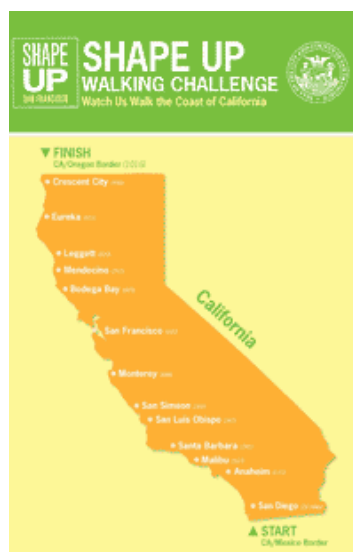 SHAPE
UP
SAN FRANCISCO
SHAPE UP
WALKING CHALLENGE
Watch Us Walk the Coast of California
▼ FINISH
CA/Oregon Border
Crescent City
Eureka
Leggett
Mendocino
Bodega Bay
San Francisco
California
Monterey
San Simeon
San Luis Obispo
Santa Barbara
Malibu
Anaheim
San Diego
▲ START
CA/Mexico Border